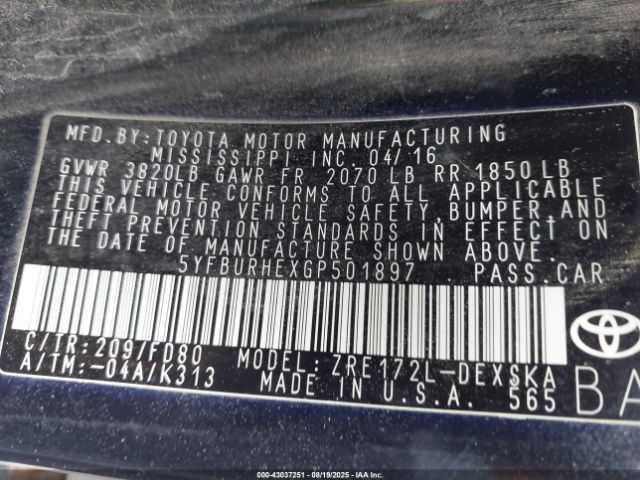 MFD. BY: TOYOTA MOTOR MANUFACTURING
MISSISSIPPI INC. 04/16
GVWR 3820LB GAWR FR 2070 LB RR 1850 LB
THIS VEHICLE CONFORMS TO ALL APPLICABLE
FEDERAL MOTOR VEHICLE SAFETY, BUMPER, AND
THEFT PREVENTION STANDARDS IN EFFECT ON
THE DATE OF MANUFACTURE SHOWN ABOVE.
5YFBURHEXGP501897 PASS.CAR
C/TR: 209/FD80 MODEL: ZRE172L-DEXSKA
A/TM: -04A/K313 MADE IN U.S.A. 565
BA
000-43037251 - 08/19/2025 - IAA Inc.